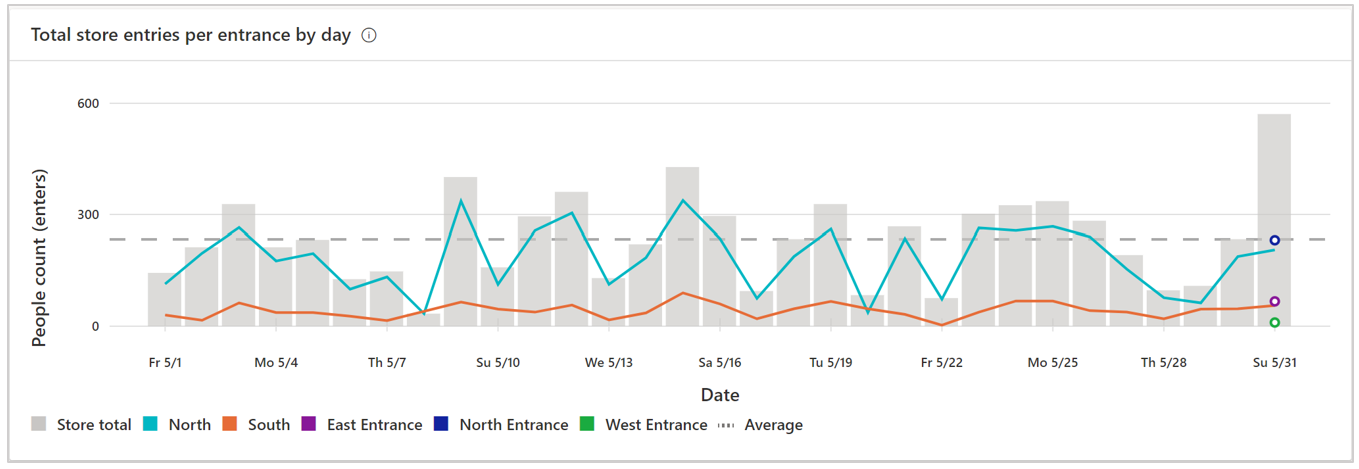 Total store entries per entrance by day
600
300
0
People count (enters)
Fr 5/1 Mo 5/4 Th 5/7 Su 5/10 We 5/13 Sa 5/16 Tu 5/19 Fr 5/22 Mo 5/25 Th 5/28 Su 5/31
Date
Store total North South East Entrance North Entrance West Entrance Average